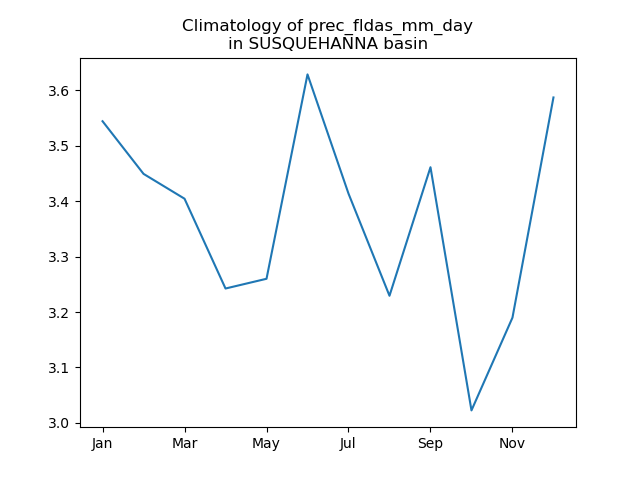 Climatology of prec_fldas_mm_day
in SUSQUEHANNA basin
3.6
3.5
3.4
3.3
3.2
3.1
3.0
Jan Mar May Jul Sep Nov